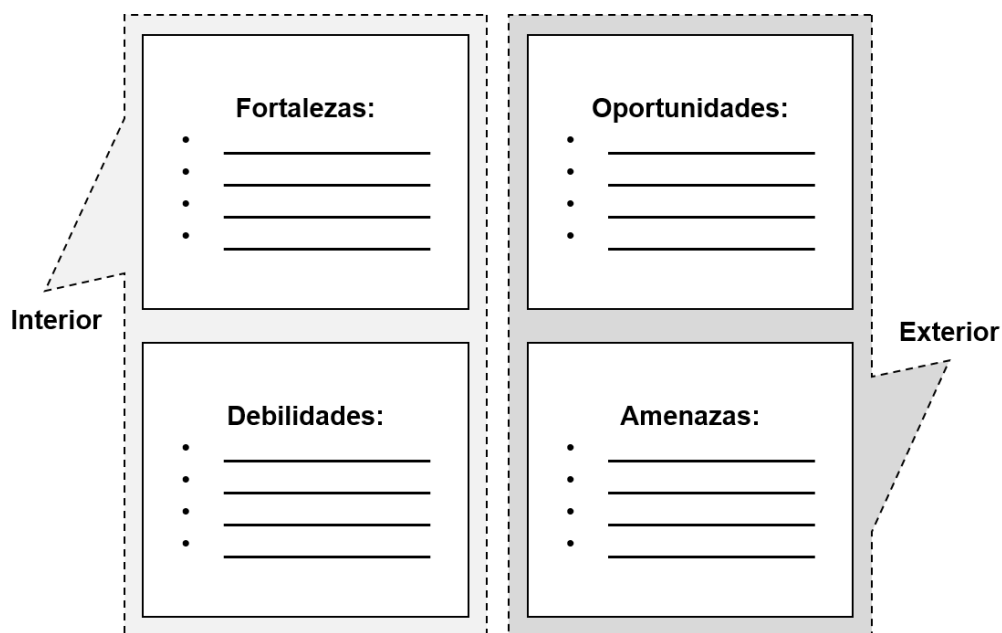 Fortalezas:
Oportunidades:
Interior
Exterior
Debilidades:
Amenazas: